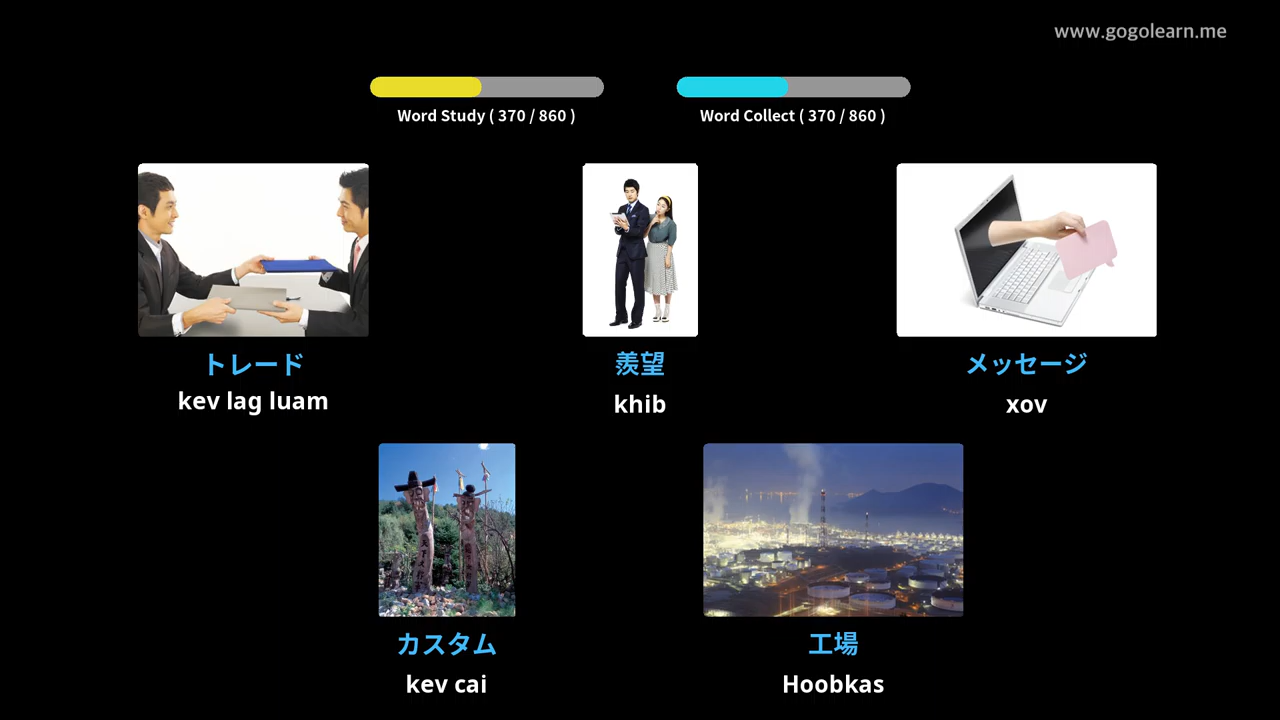 www.gogolearn.me
Word Study ( 370 / 860 )
Word Collect ( 370 / 860 )
トレード
kev lag luam
羨望
khib
メッセージ
xov
カスタム
kev cai
工場
Hoobkas